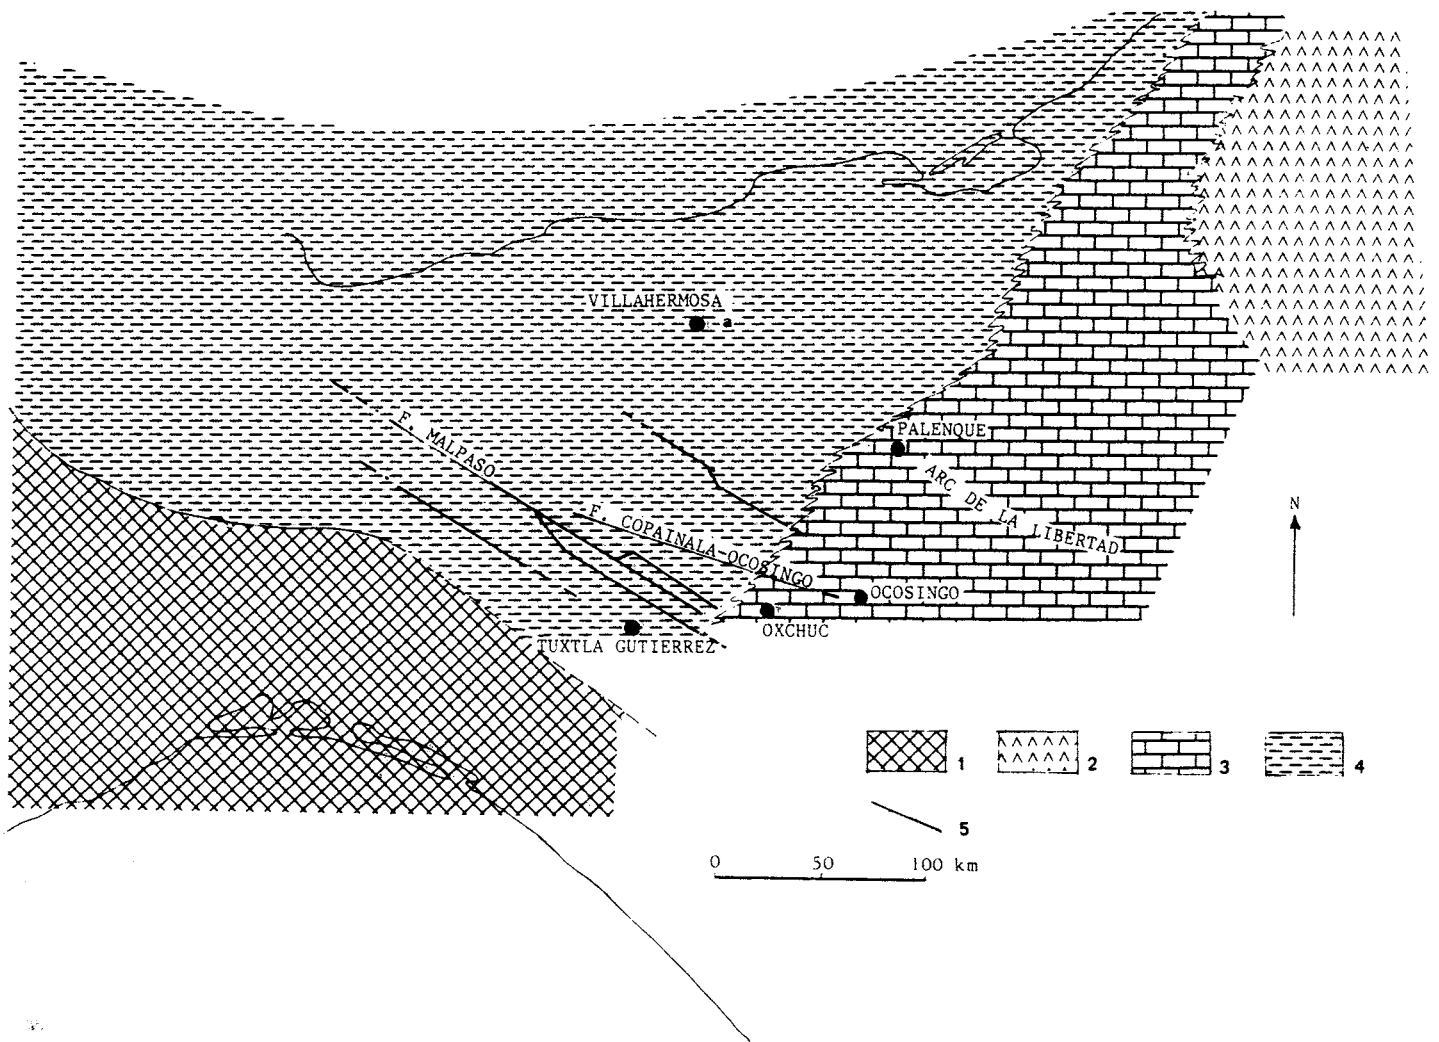 VILLAHERMOSA
a
F. MALPASO
PALENQUE
ARC DE LA LIBERTAD
N
F. COPAINALA-OCOSINGO
OCOSINGO
OXCHUC
TUXTLA GUTIERREZ
1 2 3 4
5
0 50 100 km